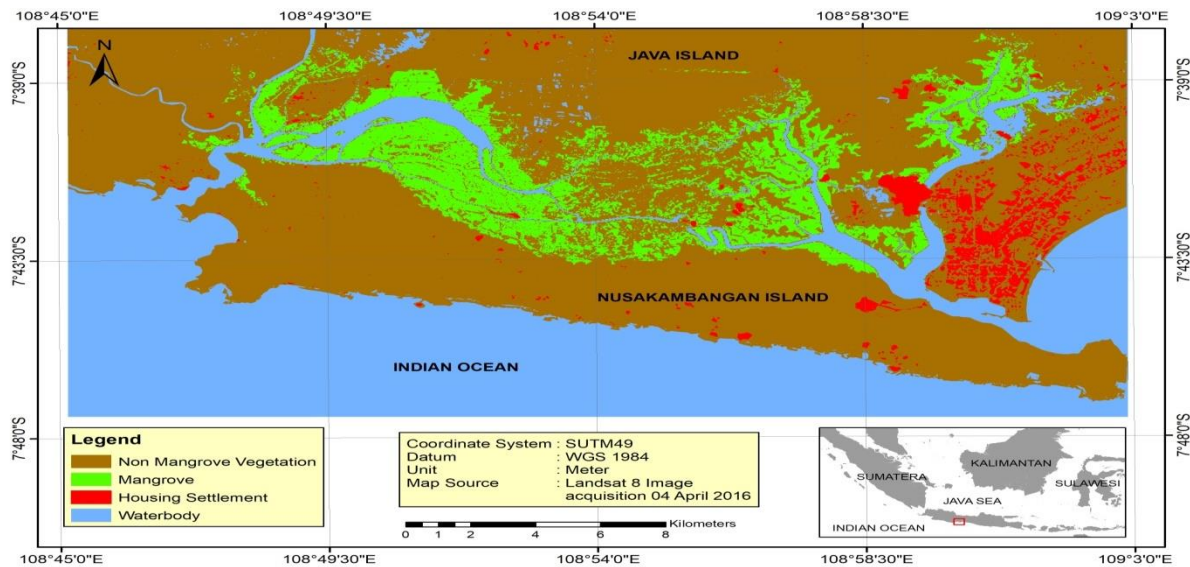 108°45'0"E 108°49'30"E 108°54'0"E 108°58'30"E 109°3'0"E
N
JAVA ISLAND
7°39'0"S 7°39'0"S
7°43'30"S 7°43'30"S
NUSAKAMBANGAN ISLAND
INDIAN OCEAN
7°48'0"S 7°48'0"S
Legend
Non Mangrove Vegetation
Mangrove
Housing Settlement
Waterbody
Coordinate System : SUTM49
Datum : WGS 1984
Unit : Meter
Map Source : Landsat 8 Image
acquisition 04 April 2016
Kilometers
0 1 2 4 6 8
KALIMANTAN
SUMATERA
SULAWESI
JAVA SEA
INDIAN OCEAN
108°45'0"E 108°49'30"E 108°54'0"E 108°58'30"E 109°3'0"E